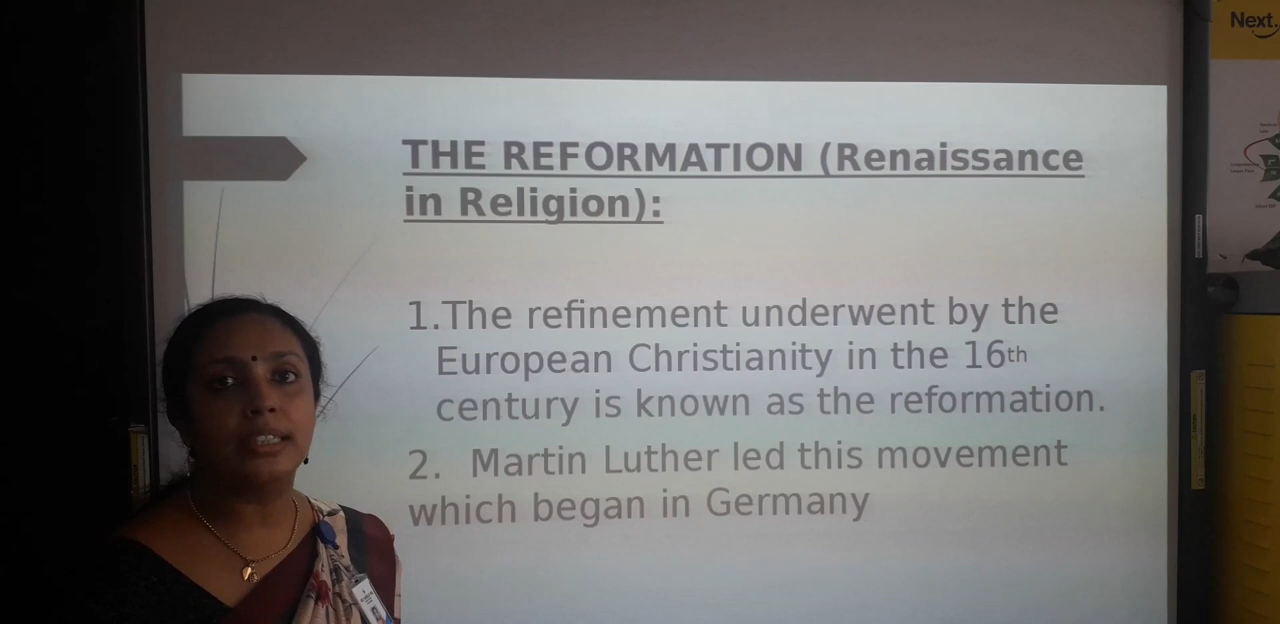 THE REFORMATION (Renaissance
in Religion):
1.The refinement underwent by the
European Christianity in the 16th
century is known as the reformation.
2. Martin Luther led this movement
which began in Germany
Next.